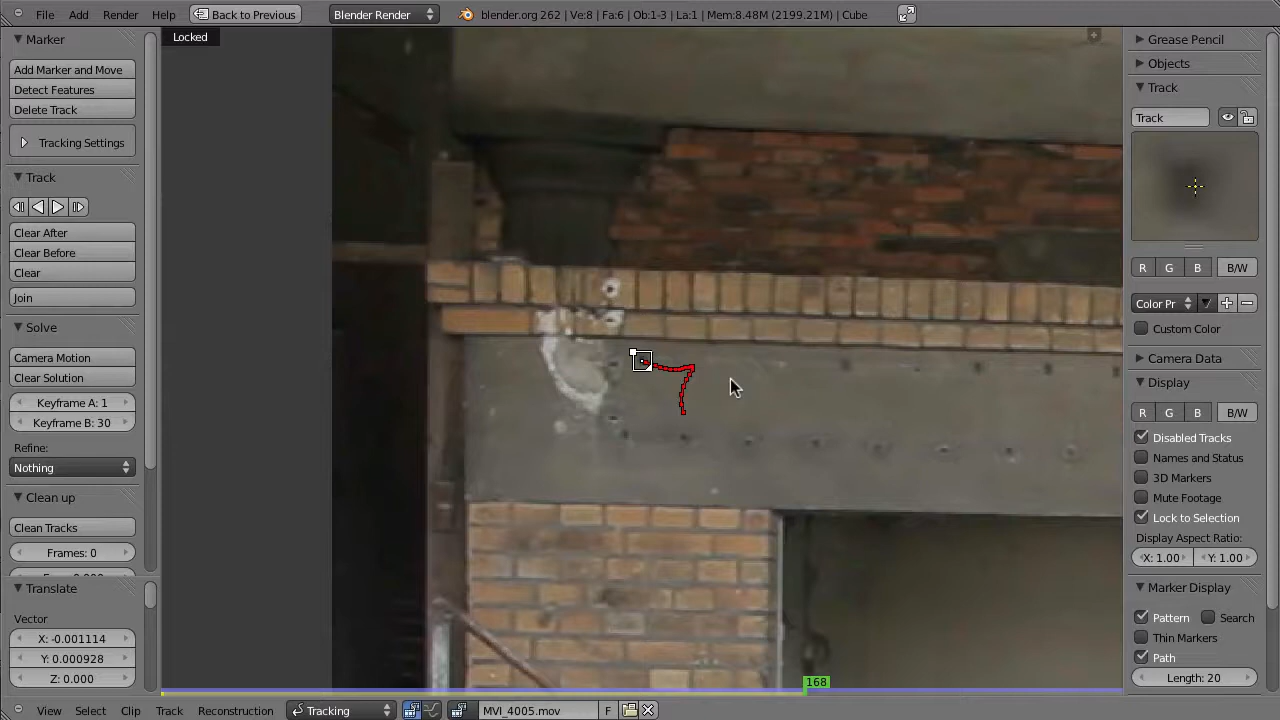 File Add Render Help Back to Previous Blender Render blender.org 262 | Ve:8 | Fa:6 | Ob:1-3 | La:1 | Mem:8.48M (2199.21M) | Cube
Locked
Marker
Add Marker and Move
Detect Features
Delete Track
Tracking Settings
Track
Clear After
Clear Before
Clear
Join
Solve
Camera Motion
Camera Solution
Keyframe A: 1
Keyframe B: 30
Refine:
Nothing
Clean up
Clean Tracks
Frames: 0
Translate
Vector
X: -0.001114
Y: 0.000928
Z: 0.000
Grease Pencil
Objects
Track
Track
R G B B/W
Color Pr
Custom Color
Camera Data
Display
R G B B/W
Disabled Tracks
Names and Status
3D Markers
Mute Footage
Lock to Selection
Display Aspect Ratio:
X: 1.00 Y: 1.00
Marker Display
Pattern Search
Thin Markers
Path
Length: 20
168
View Select Clip Track Reconstruction Tracking MVI_4005.mov F